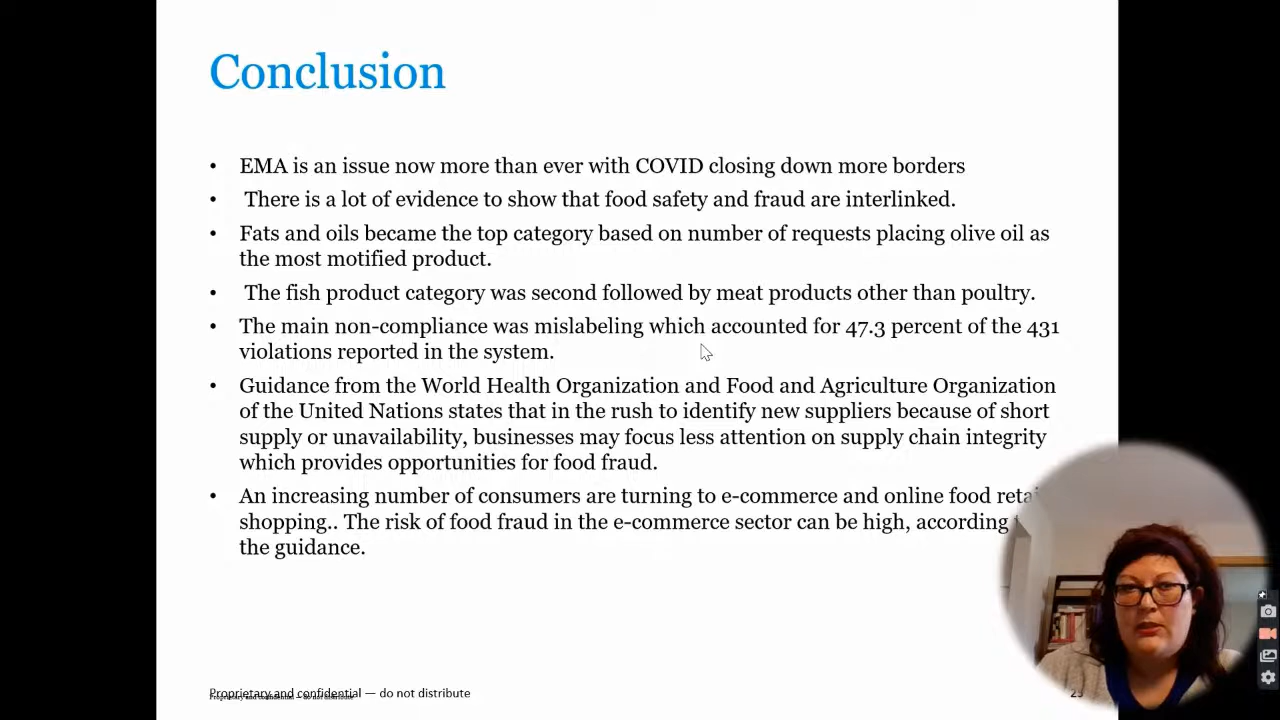 Conclusion
• EMA is an issue now more than ever with COVID closing down more borders
• There is a lot of evidence to show that food safety and fraud are interlinked.
• Fats and oils became the top category based on number of requests placing olive oil as
the most motified product.
• The fish product category was second followed by meat products other than poultry.
• The main non-compliance was mislabeling which accounted for 47.3 percent of the 431
violations reported in the system.
• Guidance from the World Health Organization and Food and Agriculture Organization
of the United Nations states that in the rush to identify new suppliers because of short
supply or unavailability, businesses may focus less attention on supply chain integrity
which provides opportunities for food fraud.
• An increasing number of consumers are turning to e-commerce and online food
shopping.. The risk of food fraud in the e-commerce sector can be high, according
the guidance.
Proprietary and confidential — do not distribute
Proprietary and confidential — do not distribute
23